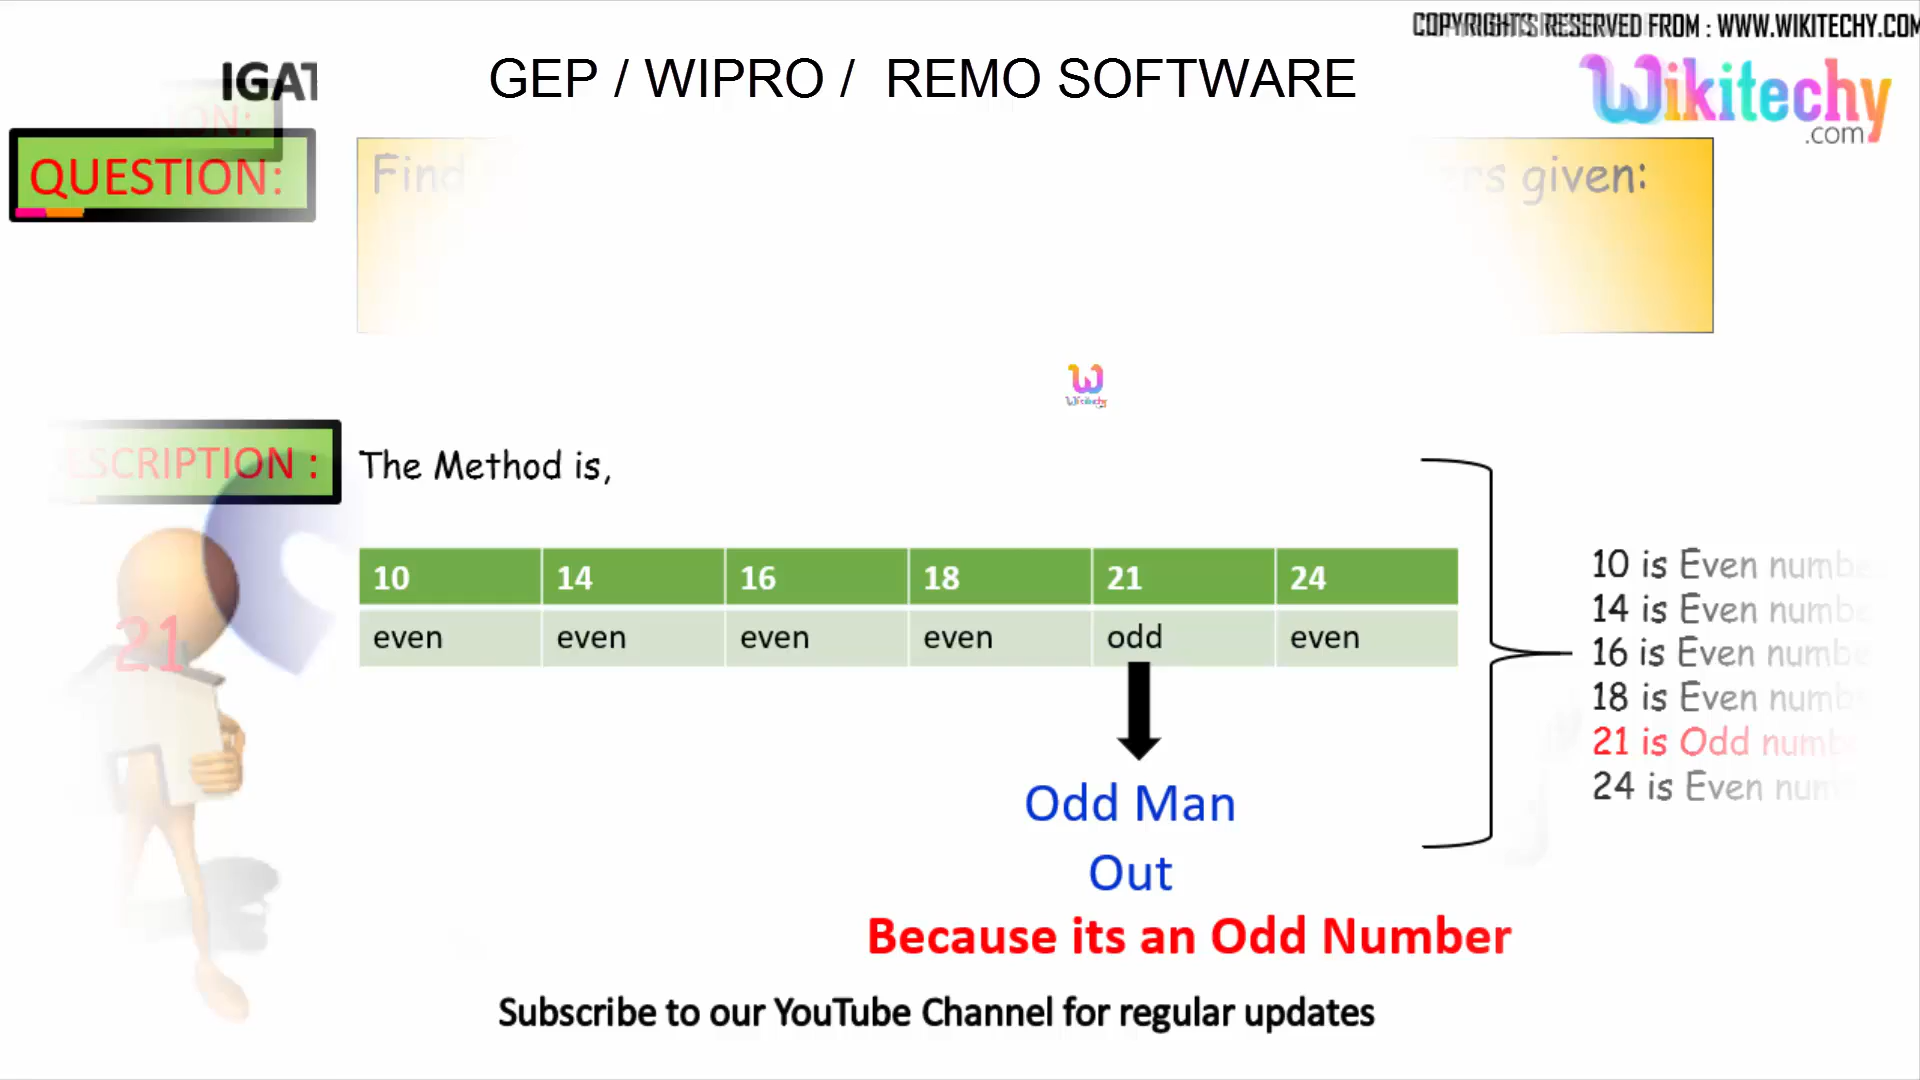 COPYRIGHTS RESERVED FROM : WWW.WIKITECHY.COM
GEP / WIPRO / REMO SOFTWARE
Wikitechy
.com
QUESTION:
Find
given:
Wikitechy
The Method is,
10 14 16 18 21 24
even even even even odd even
10 is Even
14 is Even
16 is Even
18 is Even
21 is Odd
24 is Even
21
Odd Man
Out
Because its an Odd Number
Subscribe to our YouTube Channel for regular updates